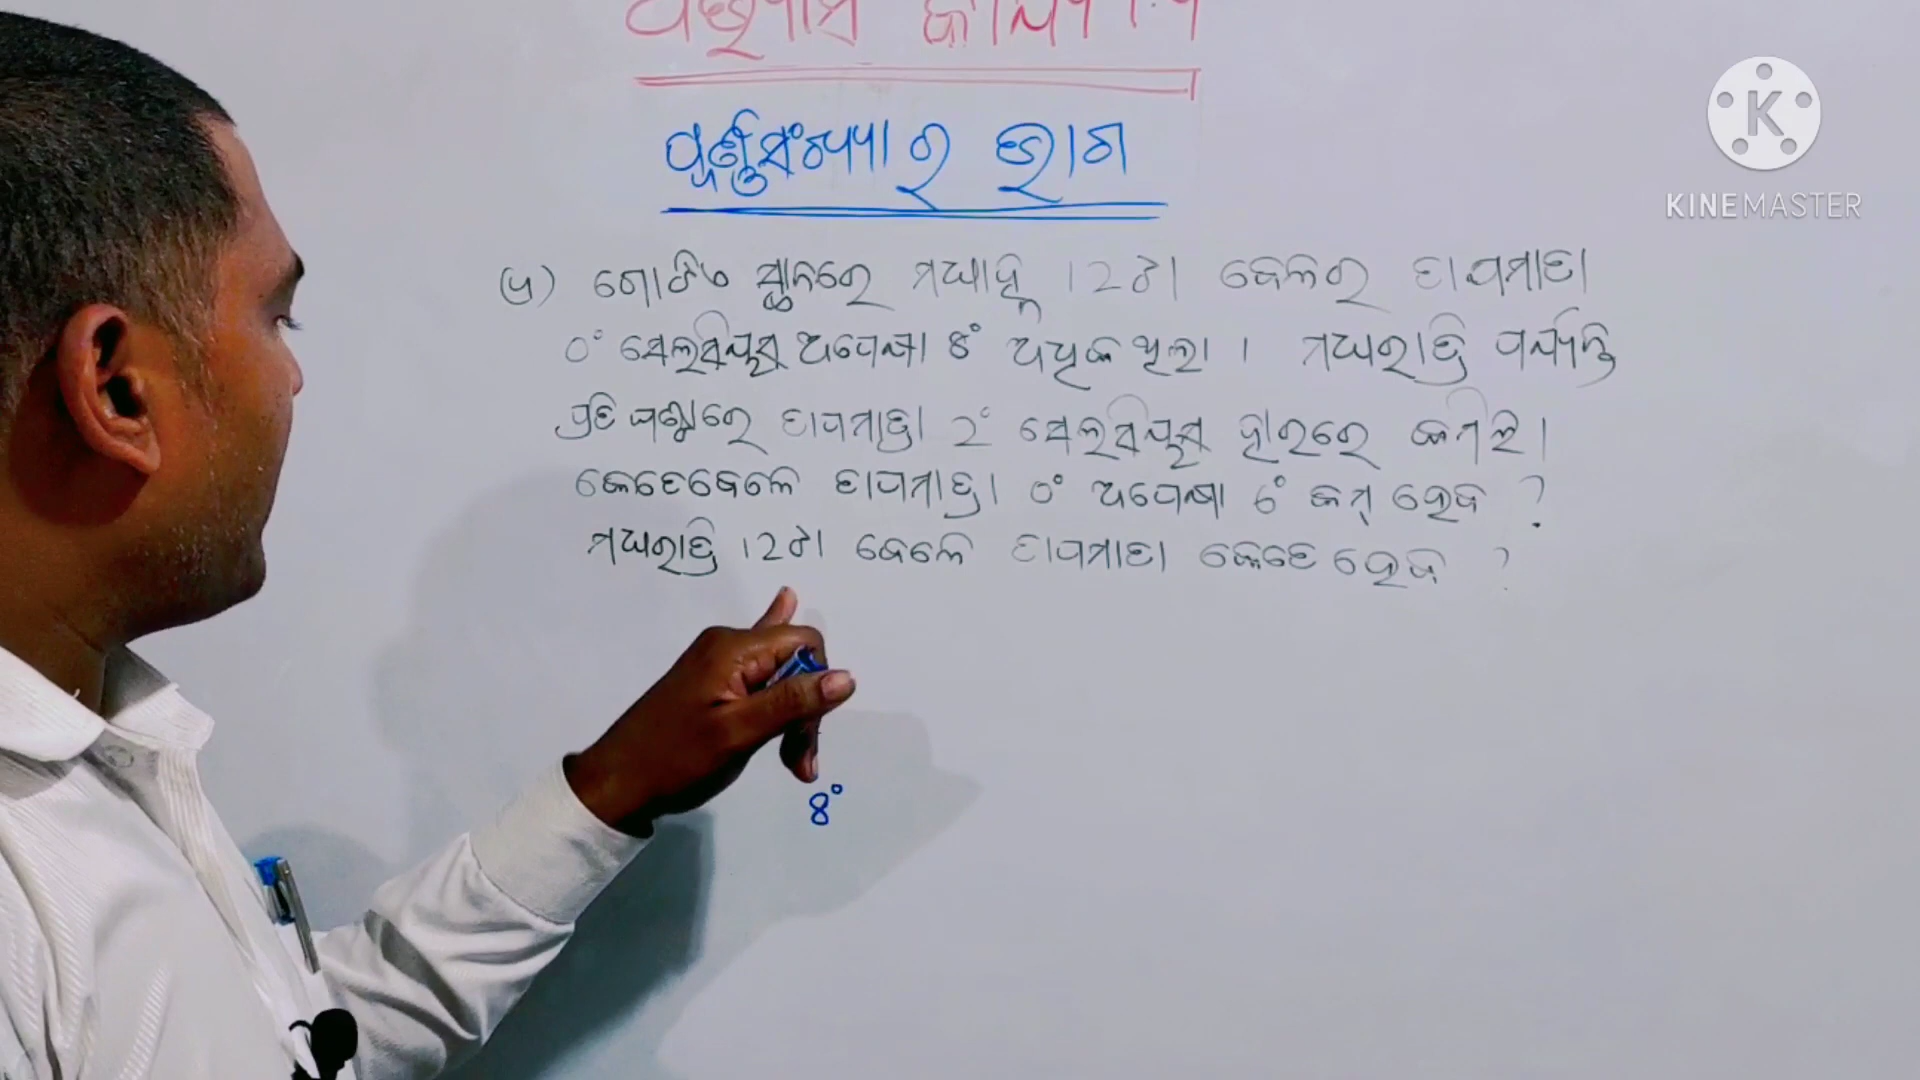 KINEMASTER
ପୂର୍ଣ୍ଣସଂଖ୍ୟାର ଭାଗ
(୪) ଗୋଟିଏ ସ୍ଥାନରେ ମଧ୍ୟାହ୍ନ 12ଟା ବେଳର ତାପମାତ୍ରା
0° ସେଲସିୟସ୍ ଅପେକ୍ଷା 8° ଅଧିକ ଥିଲା । ମଧ୍ୟରାତ୍ରି ପର୍ଯ୍ୟନ୍ତ
ପ୍ରତି ଘଣ୍ଟାରେ ତାପମାତ୍ରା 2° ସେଲସିୟସ୍ ହାରରେ କମିଲା ।
କେତେବେଳେ ତାପମାତ୍ରା 0° ଅପେକ୍ଷା 6° କମ୍ ହେବ ?
ମଧ୍ୟରାତ୍ରି 12ଟା ବେଳେ ତାପମାତ୍ରା କେତେ ହେବ ?
8°